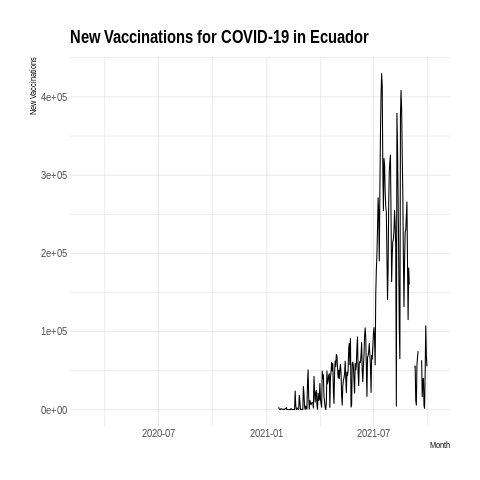 New Vaccinations for COVID-19 in Ecuador
New Vaccinations
4e+05
3e+05
2e+05
1e+05
0e+00
2020-07
2021-01
2021-07
Month